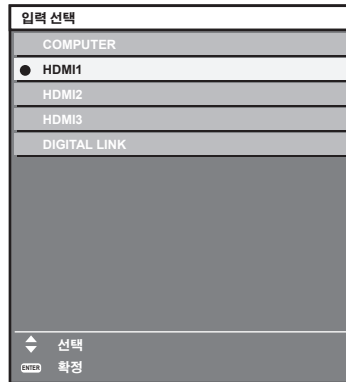 입력 선택
COMPUTER
HDMI1
HDMI2
HDMI3
DIGITAL LINK
선택
ENTER 확정